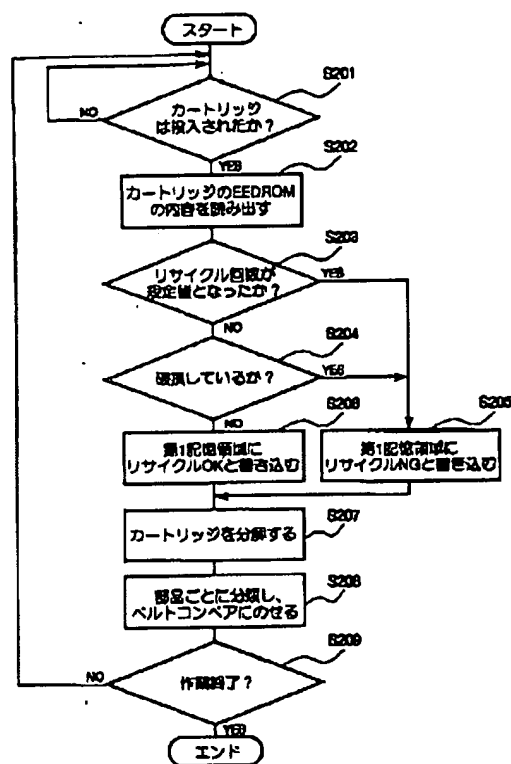 スタート
S201
カートリッジ
は投入されたか？
NO
YES
S202
カートリッジのEEDROM
の内容を読み出す
S203
リサイクル回数が
設定値となったか？
YES
NO
S204
破損しているか？
YES
NO
S206
第1記憶領域に
リサイクルOKと書き込む
S205
第1記憶領域に
リサイクルNGと書き込む
S207
カートリッジを分解する
S208
部品ごとに分類し、
ベルトコンベアにのせる
S209
作業終了？
NO
YES
エンド